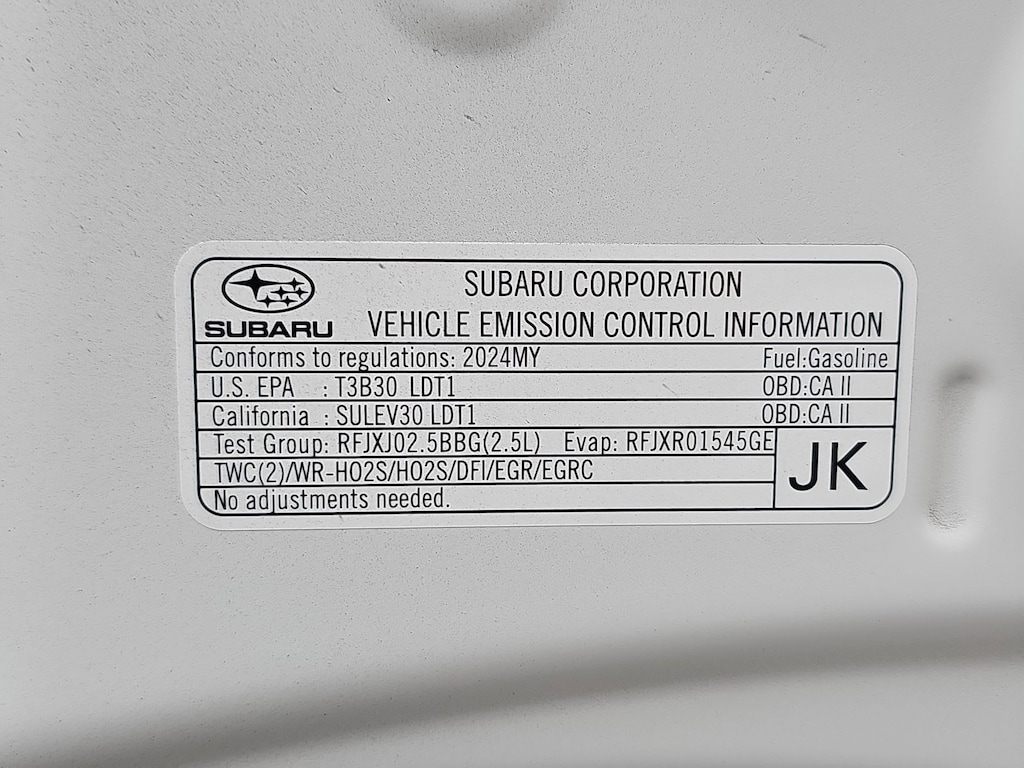 SUBARU
SUBARU CORPORATION
VEHICLE EMISSION CONTROL INFORMATION
Conforms to regulations: 2024MY Fuel:Gasoline
U.S. EPA : T3B30 LDT1 OBD:CA II
California : SULEV30 LDT1 OBD:CA II
Test Group: RFJXJ02.5BBG(2.5L) Evap: RFJXR01545GE
TWC(2)/WR-HO2S/HO2S/DFI/EGR/EGRC
No adjustments needed.
JK